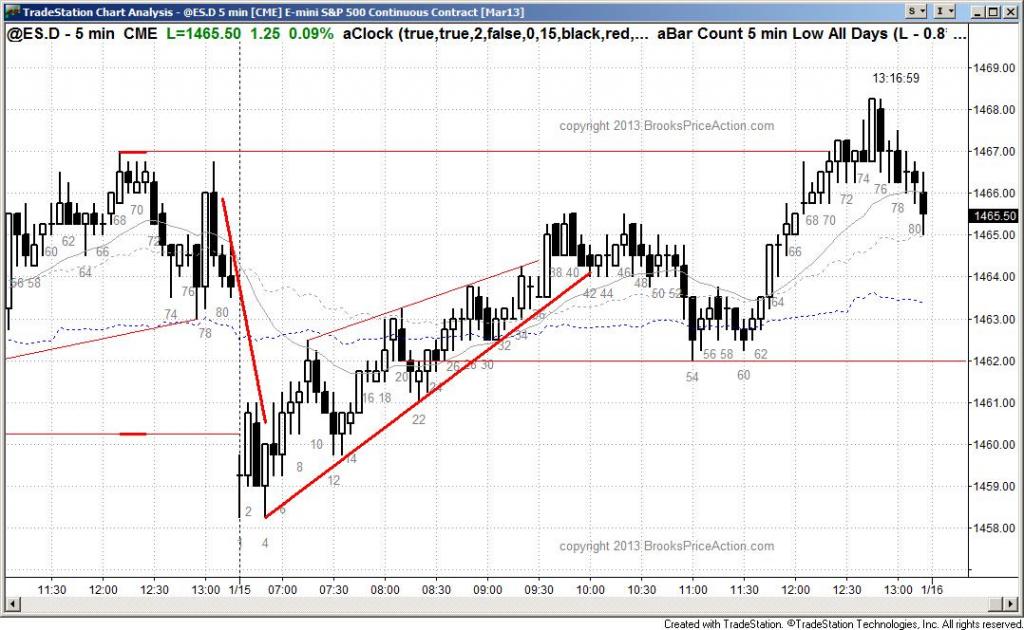 TradeStation Chart Analysis - @ES.D 5 min [CME] E-mini S&P 500 Continuous Contract [Mar13]
S I
@ES.D - 5 min CME L=1465.50 1.25 0.09% aClock (true,true,2,false,0,15,black,red,... aBar Count 5 min Low All Days (L - 0.8' ...
13:16:59
copyright 2013 BrooksPriceAction.com
1469.00
1468.00
1467.00
1466.00
1465.50
1465.00
1464.00
1463.00
1462.00
1461.00
1460.00
1459.00
1458.00
56 58 60 62 64 66 68 70 72 74 76 78 80
2 4 6 8 10 12 14 16 18 20 22 24 26 28 30 32 34 36 38 40 42 44 46 48 50 52 54 56 58 60 62 64 66 68 70 72 74 76 78 80
copyright 2013 BrooksPriceAction.com
11:30 12:00 12:30 13:00 1/15 07:00 07:30 08:00 08:30 09:00 09:30 10:00 10:30 11:00 11:30 12:00 12:30 13:00 1/16
Created with TradeStation. ©TradeStation Technologies, Inc. All rights reserved.